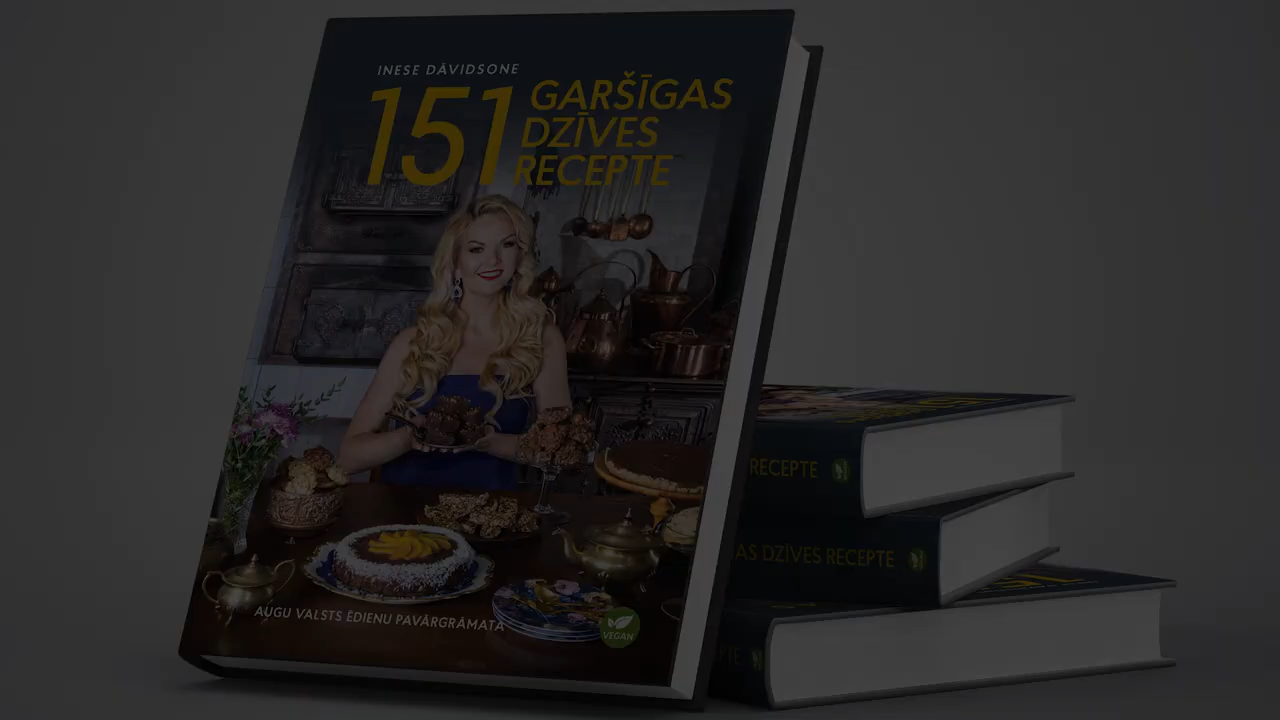 INESE DĀVIDSONE
151 GARŠĪGAS
DZĪVES
RECEPTE
AUGU VALSTS ĒDIENU PAVĀRGRĀMATA
VEGAN
RECEPTE
AS DZĪVES RECEPTE